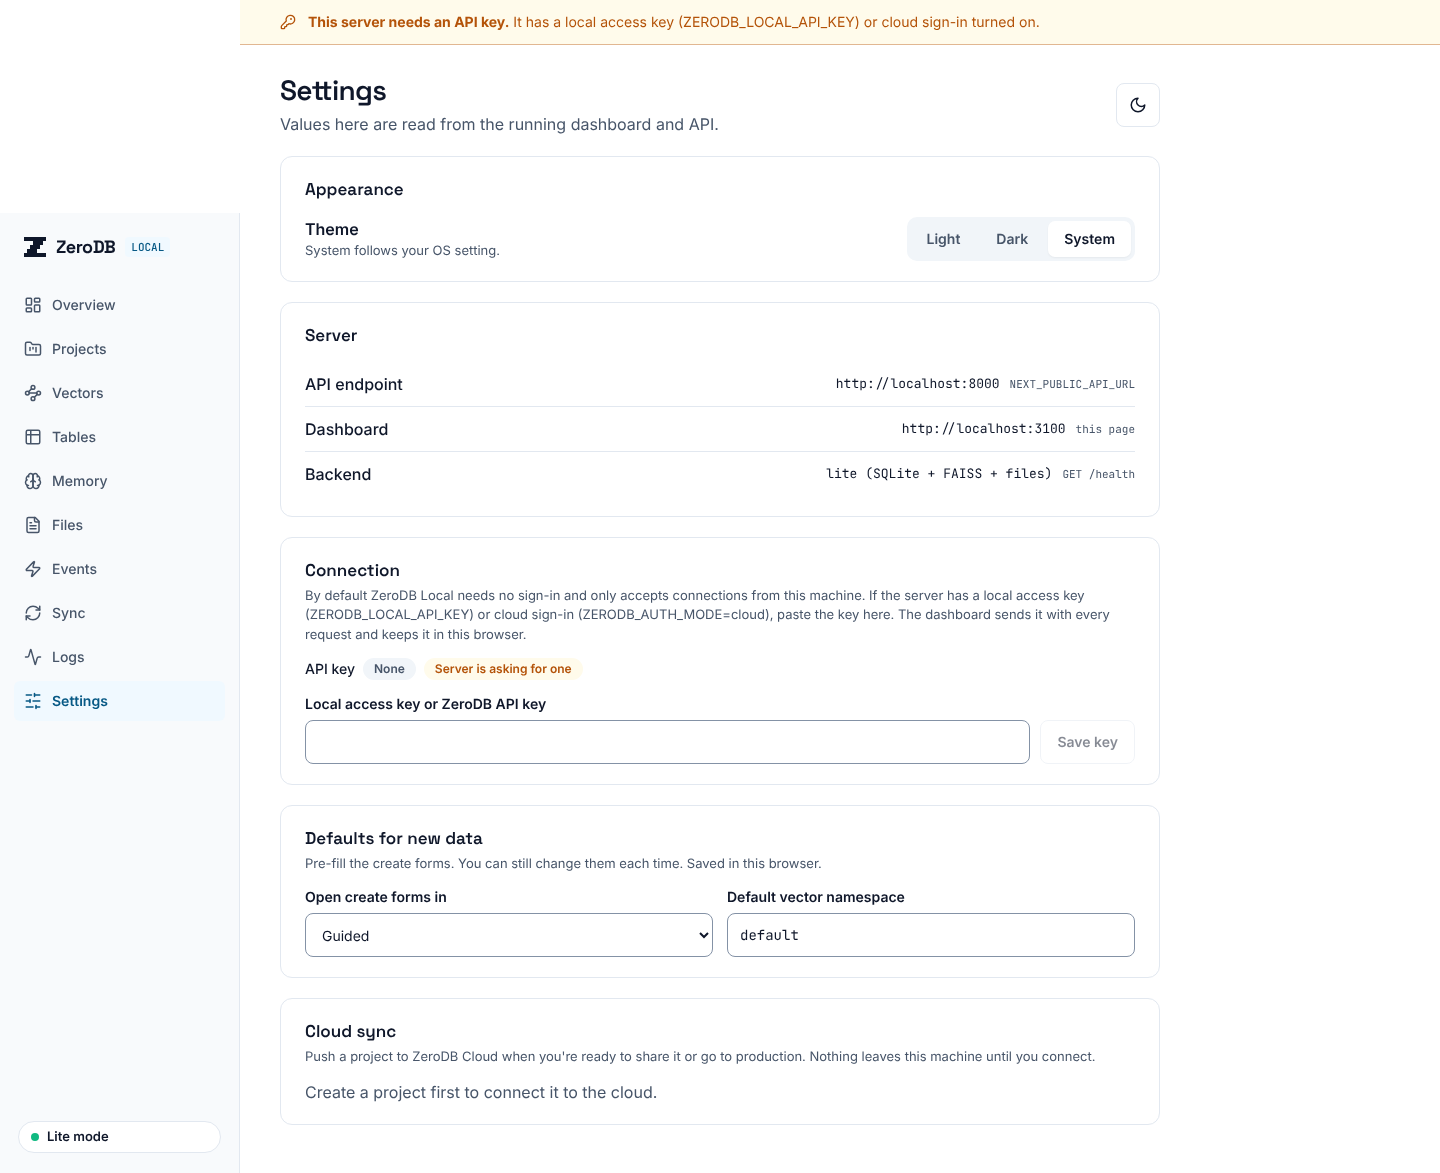 This server needs an API key. It has a local access key (ZERODB_LOCAL_API_KEY) or cloud sign-in turned on.
Settings
Values here are read from the running dashboard and API.
ZeroDB LOCAL
Overview
Projects
Vectors
Tables
Memory
Files
Events
Sync
Logs
Settings
Lite mode
Appearance
Theme
System follows your OS setting.
Light Dark System
Server
API endpoint http://localhost:8000 NEXT_PUBLIC_API_URL
Dashboard http://localhost:3100 this page
Backend lite (SQLite + FAISS + files) GET /health
Connection
By default ZeroDB Local needs no sign-in and only accepts connections from this machine. If the server has a local access key
(ZERODB_LOCAL_API_KEY) or cloud sign-in (ZERODB_AUTH_MODE=cloud), paste the key here. The dashboard sends it with every
request and keeps it in this browser.
API key None Server is asking for one
Local access key or ZeroDB API key
Save key
Defaults for new data
Pre-fill the create forms. You can still change them each time. Saved in this browser.
Open create forms in Default vector namespace
Guided default
Cloud sync
Push a project to ZeroDB Cloud when you're ready to share it or go to production. Nothing leaves this machine until you connect.
Create a project first to connect it to the cloud.